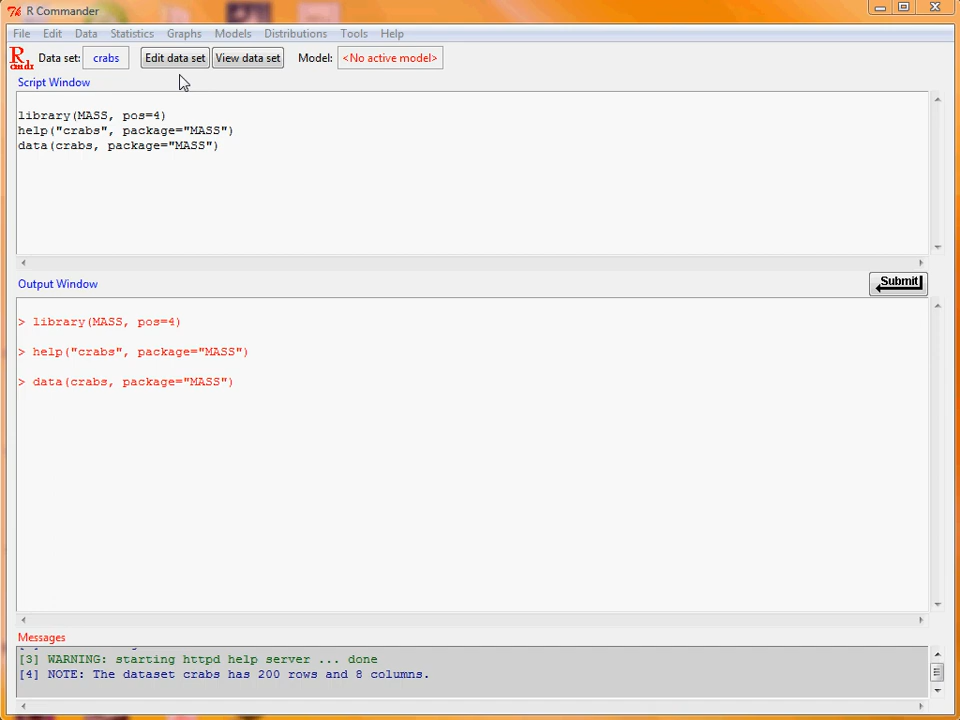 R Commander
File Edit Data Statistics Graphs Models Distributions Tools Help
R cmdr Data set: crabs Edit data set View data set Model: <No active model>
Script Window
library(MASS, pos=4)
help("crabs", package="MASS")
data(crabs, package="MASS")
Output Window Submit
> library(MASS, pos=4)
> help("crabs", package="MASS")
> data(crabs, package="MASS")
Messages
[3] WARNING: starting httpd help server ... done
[4] NOTE: The dataset crabs has 200 rows and 8 columns.